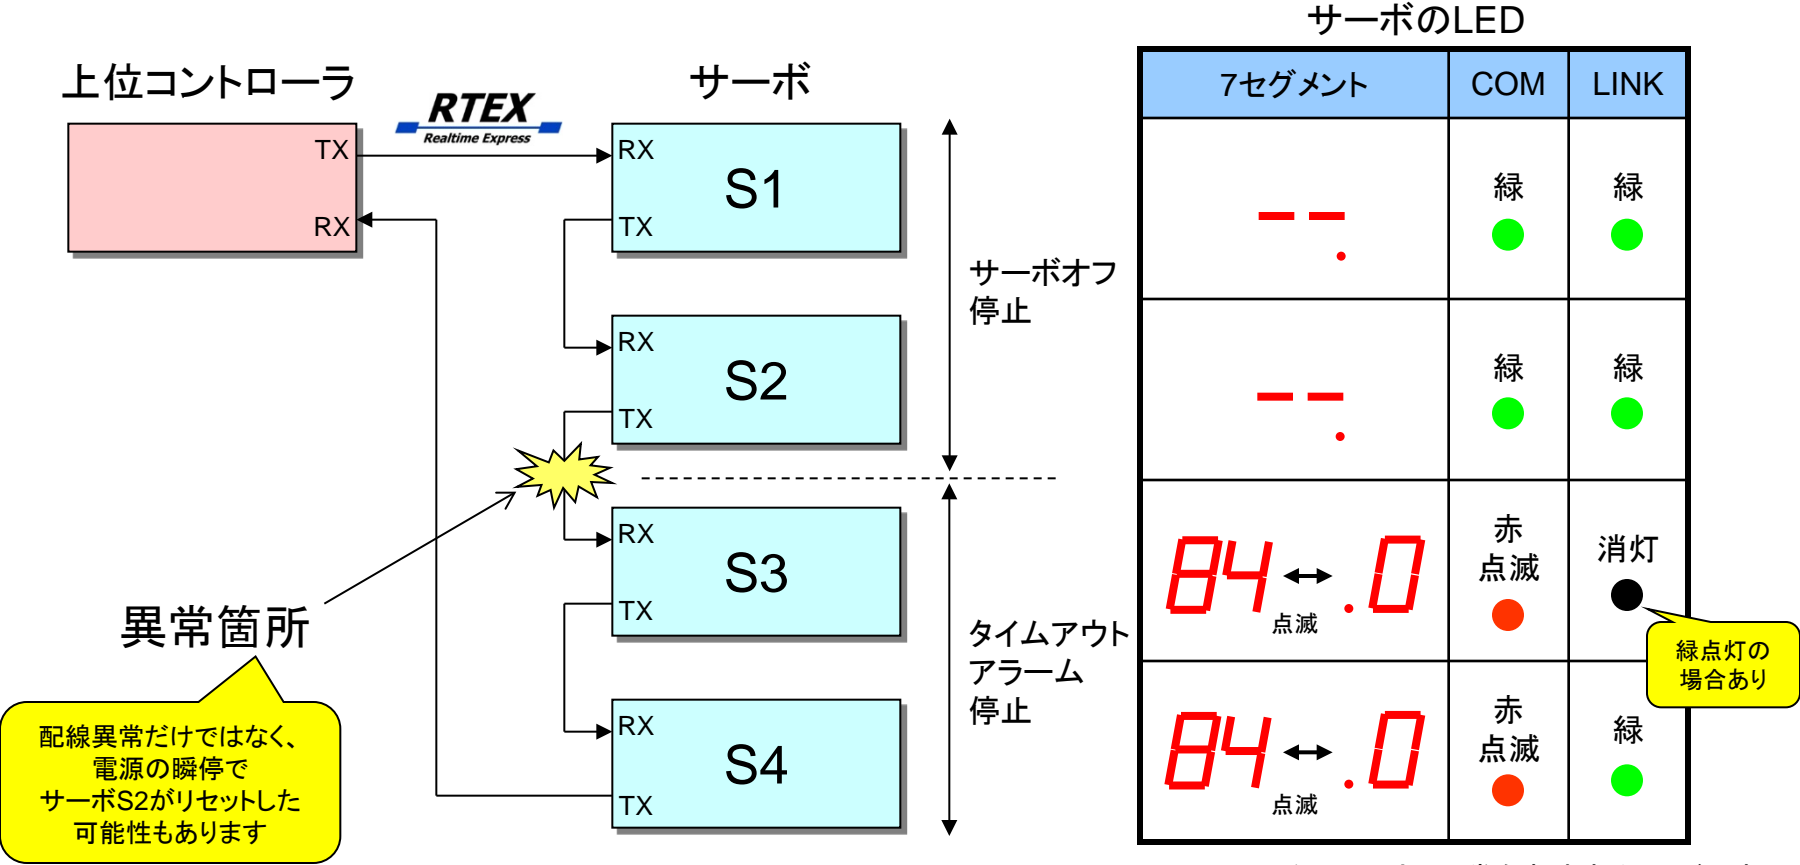 サーボのLED
上位コントローラ
RTEX
Realtime Express
サーボ
7セグメント
COM
LINK
TX
RX
RX
S1
TX
サーボオフ
停止
緑
緑
--.
RX
S2
TX
緑
緑
--.
RX
S3
TX
赤
点滅
消灯
84
.0
点滅
緑点灯の
場合あり
異常箇所
タイムアウト
アラーム
停止
RX
S4
TX
赤
点滅
緑
84
.0
点滅
配線異常だけではなく、
電源の瞬停で
サーボS2がリセットした
可能性もあります